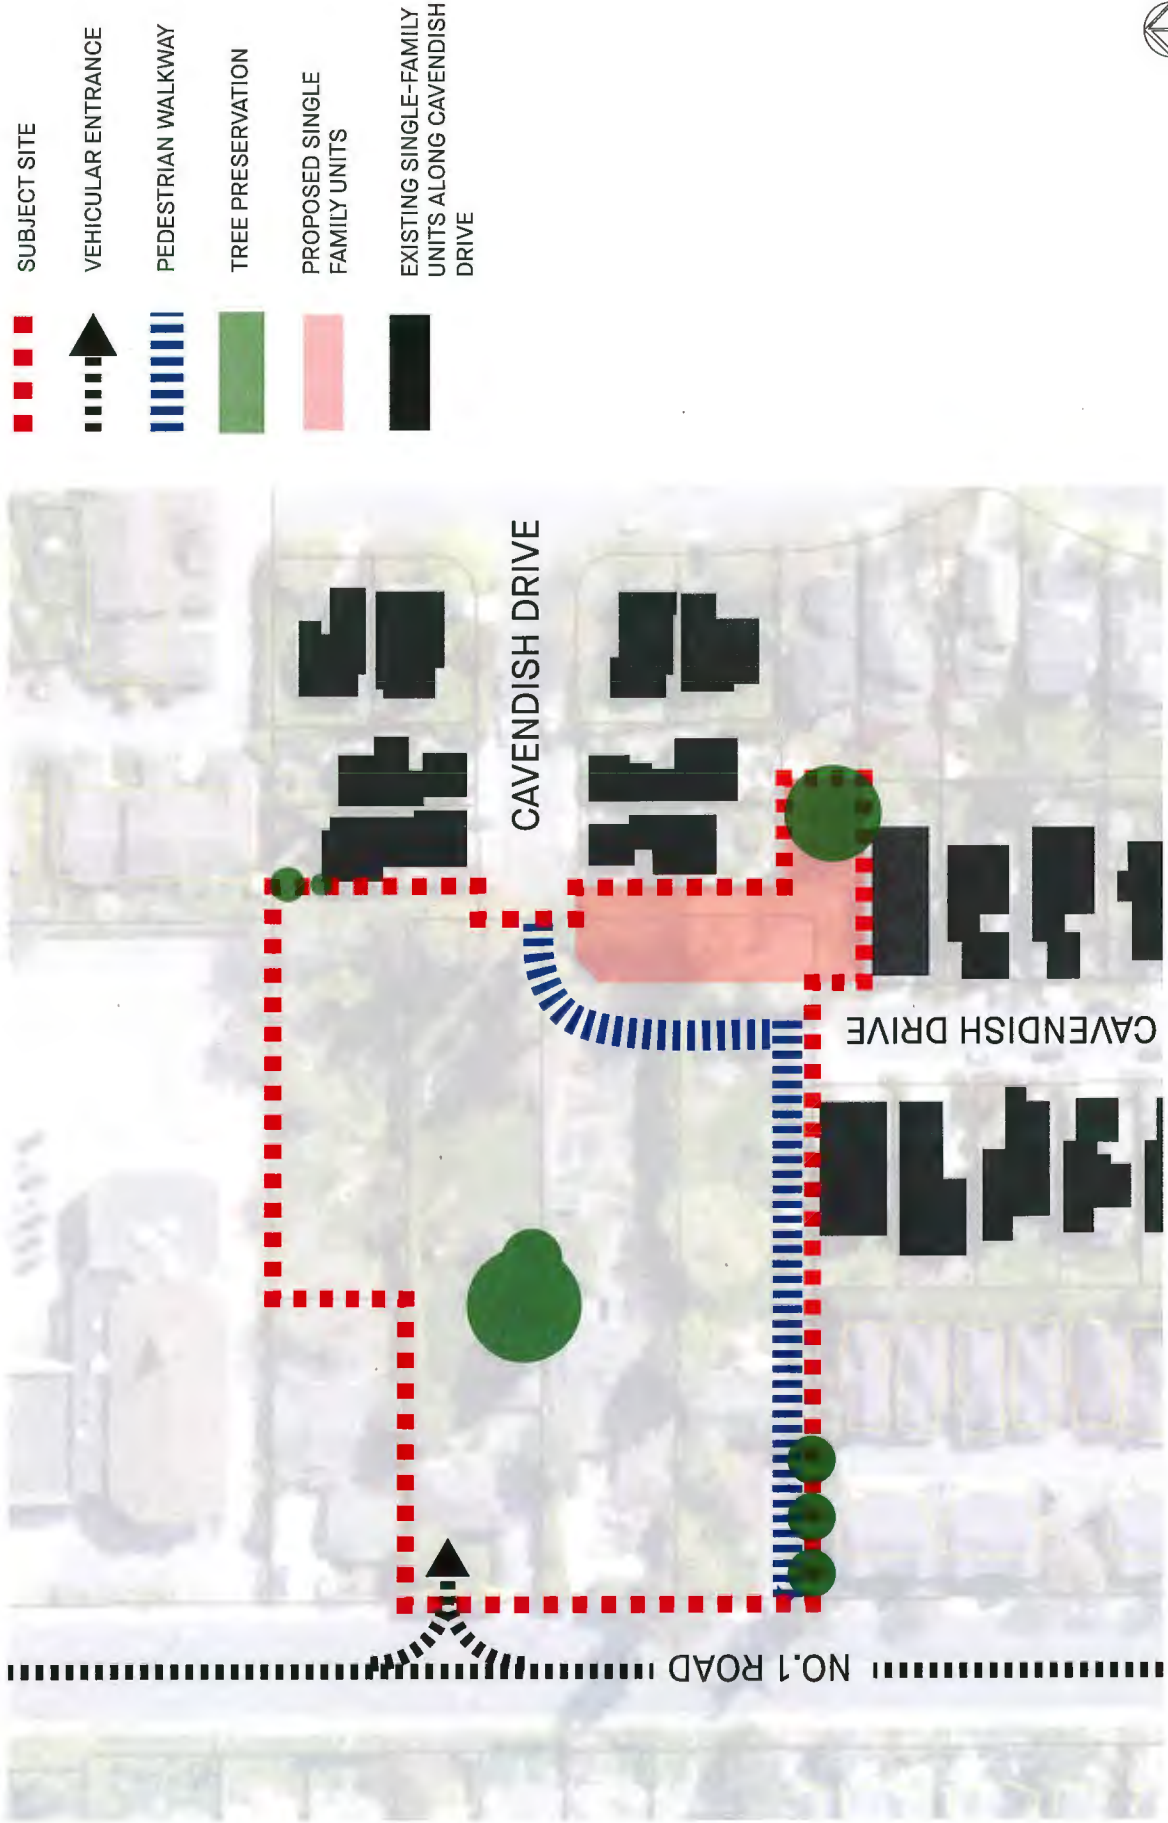 SUBJECT SITE
VEHICULAR ENTRANCE
PEDESTRIAN WALKWAY
TREE PRESERVATION
PROPOSED SINGLE
FAMILY UNITS
EXISTING SINGLE-FAMILY
UNITS ALONG CAVENDISH
DRIVE
CAVENDISH DRIVE
CAVENDISH DRIVE
NO.1 ROAD